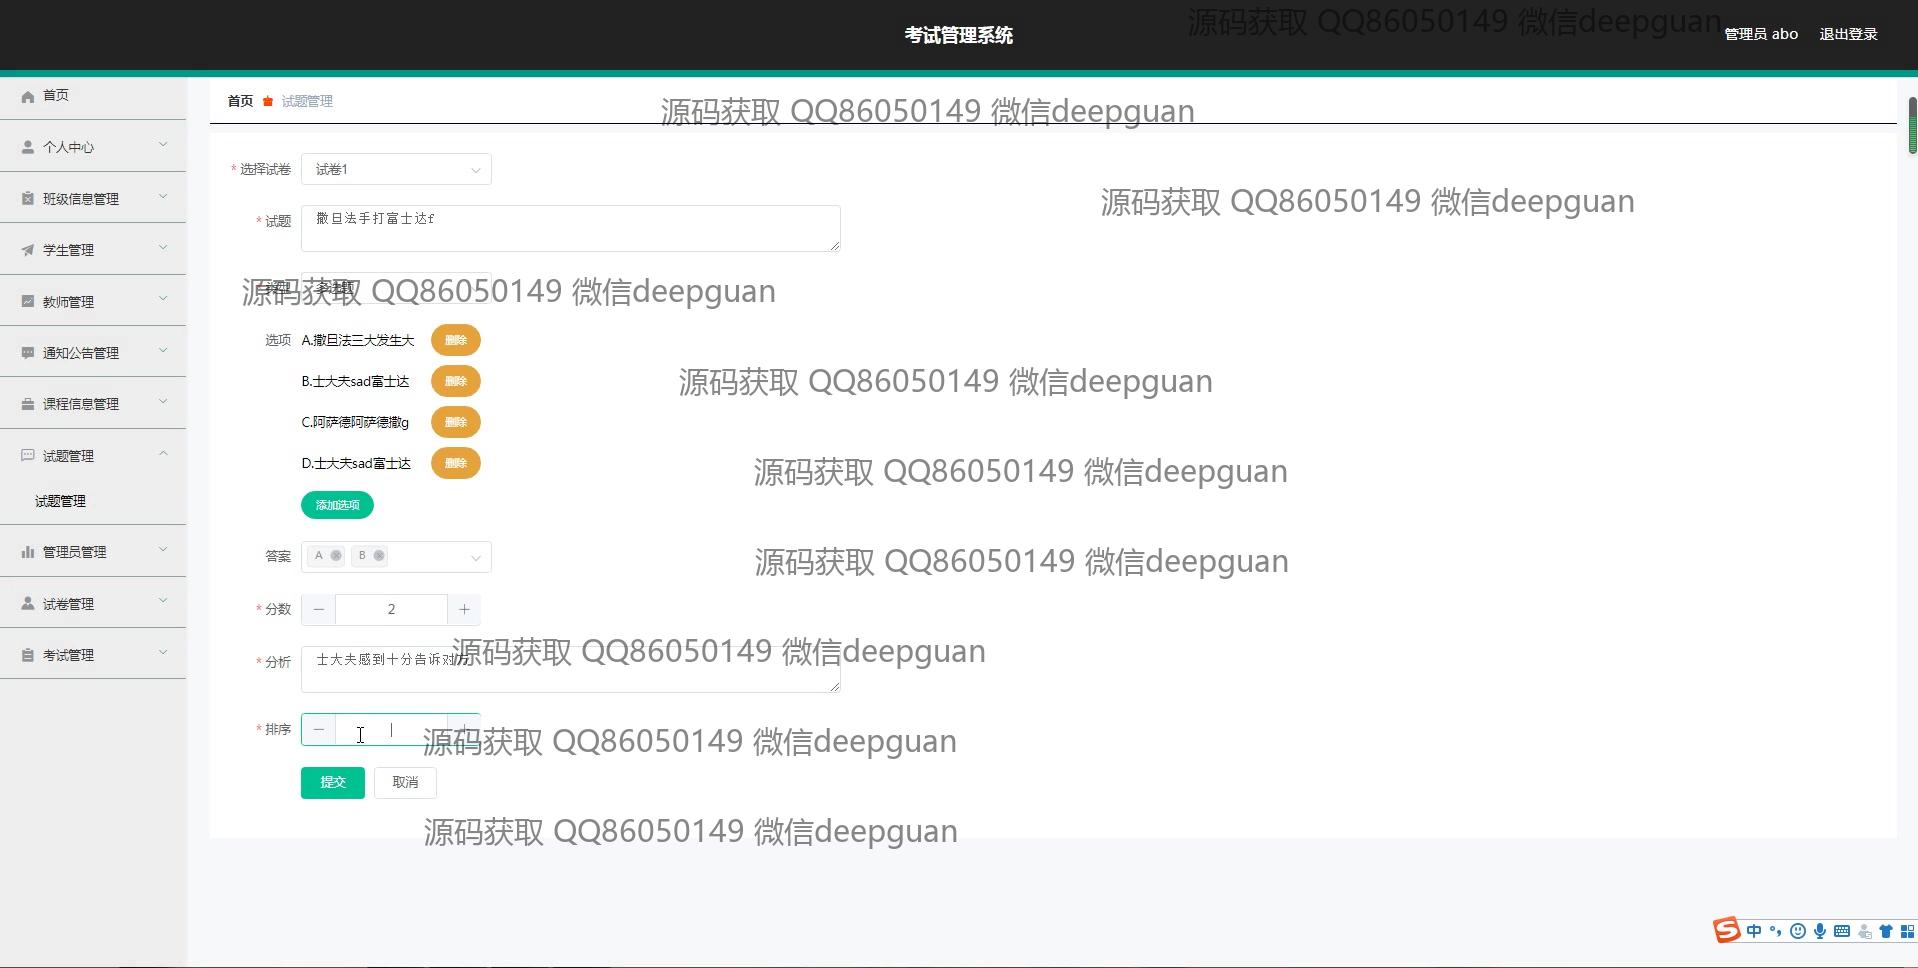 源码获取 QQ86050149 微信deepguan
考试管理系统
管理员 abo
退出登录
首页
个人中心
班级信息管理
学生管理
教师管理
通知公告管理
课程信息管理
试题管理
试题管理
管理员管理
试卷管理
考试管理
首页 试题管理
源码获取 QQ86050149 微信deepguan
* 选择试卷 试卷1
源码获取 QQ86050149 微信deepguan
* 试题 撒旦法手打富士达f
源码获取 QQ86050149 微信deepguan
选项 A.撒旦法三大发生大 删除
B.士大夫sad富士达 删除
源码获取 QQ86050149 微信deepguan
C.阿萨德阿萨德撒g 删除
D.士大夫sad富士达 删除
源码获取 QQ86050149 微信deepguan
添加选项
答案 A B
源码获取 QQ86050149 微信deepguan
* 分数 2
* 分析 士大夫感到十分告诉对方
源码获取 QQ86050149 微信deepguan
* 排序
源码获取 QQ86050149 微信deepguan
提交 取消
源码获取 QQ86050149 微信deepguan
中